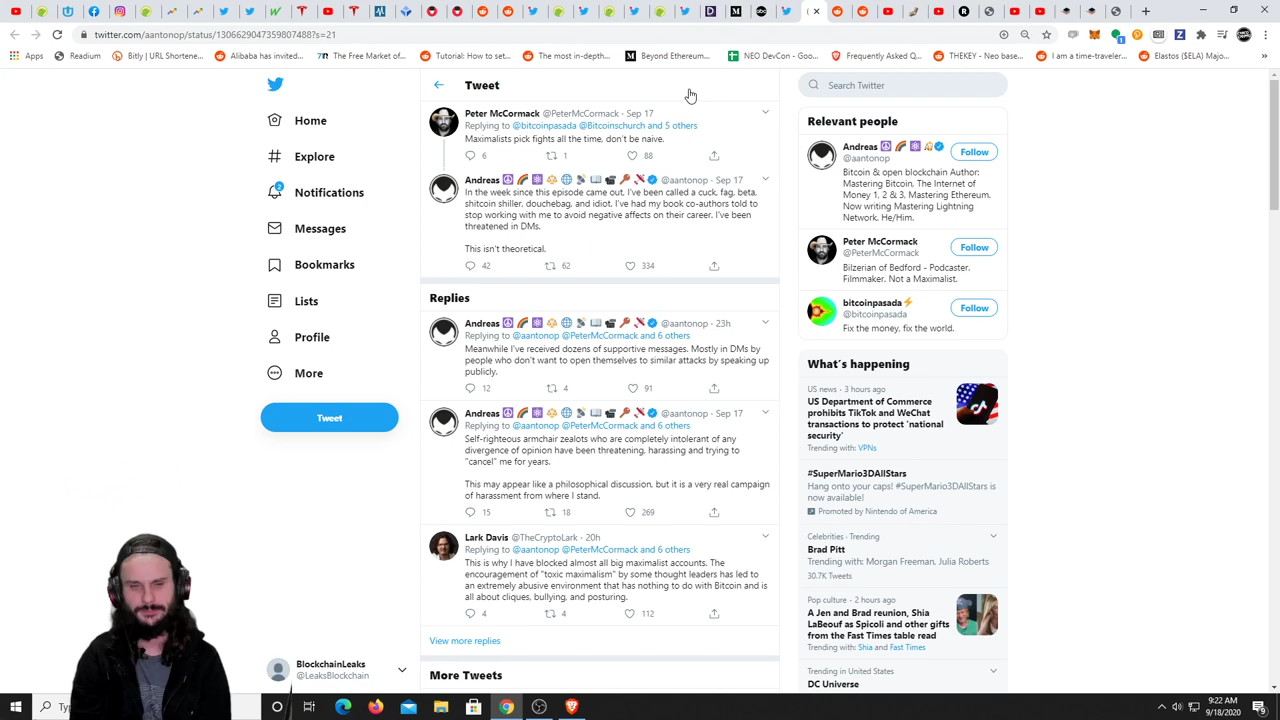 twitter.com/aantonop/status/1306629047359807488?s=21
Apps
Readium
Bitly | URL Shortene...
Alibaba has invited...
The Free Market of...
Tutorial: How to set...
The most in-depth...
Beyond Ethereum...
NEO DevCon - Goo...
Frequently Asked Q...
THEKEY - Neo base...
I am a time-traveler...
Elastos ($ELA) Majo...
»
Home
Explore
2
Notifications
Messages
Bookmarks
Lists
Profile
More
Tweet
BlockchainLeaks
@LeaksBlockchain
Tweet
Peter McCormack @PeterMcCormack · Sep 17
Replying to @bitcoinpasada @Bitcoinschurch and 5 others
Maximalists pick fights all the time, don't be naive.
6 1 88
Andreas @aantonop · Sep 17
In the week since this episode came out, I've been called a cuck, fag, beta,
shitcoin shiller, douchebag, and idiot. I've had my book co-authors told to
stop working with me to avoid negative affects on their career. I've been
threatened in DMs.
This isn't theoretical.
42 62 334
Replies
Andreas @aantonop · 23h
Replying to @aantonop @PeterMcCormack and 6 others
Meanwhile I've received dozens of supportive messages. Mostly in DMs by
people who don't want to open themselves to similar attacks by speaking up
publicly.
12 4 91
Andreas @aantonop · Sep 17
Replying to @aantonop @PeterMcCormack and 6 others
Self-righteous armchair zealots who are completely intolerant of any
divergence of opinion have been threatening, harassing and trying to
"cancel" me for years.
This may appear like a philosophical discussion, but it is a very real campaign
of harassment from where I stand.
15 18 269
Lark Davis @TheCryptoLark · 20h
Replying to @aantonop @PeterMcCormack and 6 others
This is why I have blocked almost all big maximalist accounts. The
encouragement of "toxic maximalism" by some thought leaders has led to
an extremely abusive environment that has nothing to do with Bitcoin and is
all about cliques, bullying, and posturing.
4 4 112
View more replies
More Tweets
Search Twitter
Relevant people
Andreas
@aantonop
Follow
Bitcoin & open blockchain Author:
Mastering Bitcoin, The Internet of
Money 1, 2 & 3, Mastering Ethereum.
Now writing Mastering Lightning
Network. He/Him.
Peter McCormack
@PeterMcCormack
Follow
Bilzerian of Bedford - Podcaster.
Filmmaker. Not a Maximalist.
bitcoinpasada
@bitcoinpasada
Follow
Fix the money, fix the world.
What's happening
US news · 3 hours ago
US Department of Commerce
prohibits TikTok and WeChat
transactions to protect 'national
security'
Trending with: VPNs
#SuperMario3DAllStars
Hang onto your caps! #SuperMario3DAllStars is
now available!
Promoted by Nintendo of America
Celebrities · Trending
Brad Pitt
Trending with: Morgan Freeman, Julia Roberts
30.7K Tweets
Pop culture · 2 hours ago
A Jen and Brad reunion, Shia
LaBeouf as Spicoli and other gifts
from the Fast Times table read
Trending with: Shia and Fast Times
Trending in United States
DC Universe
Ty
9:22 AM
9/18/2020